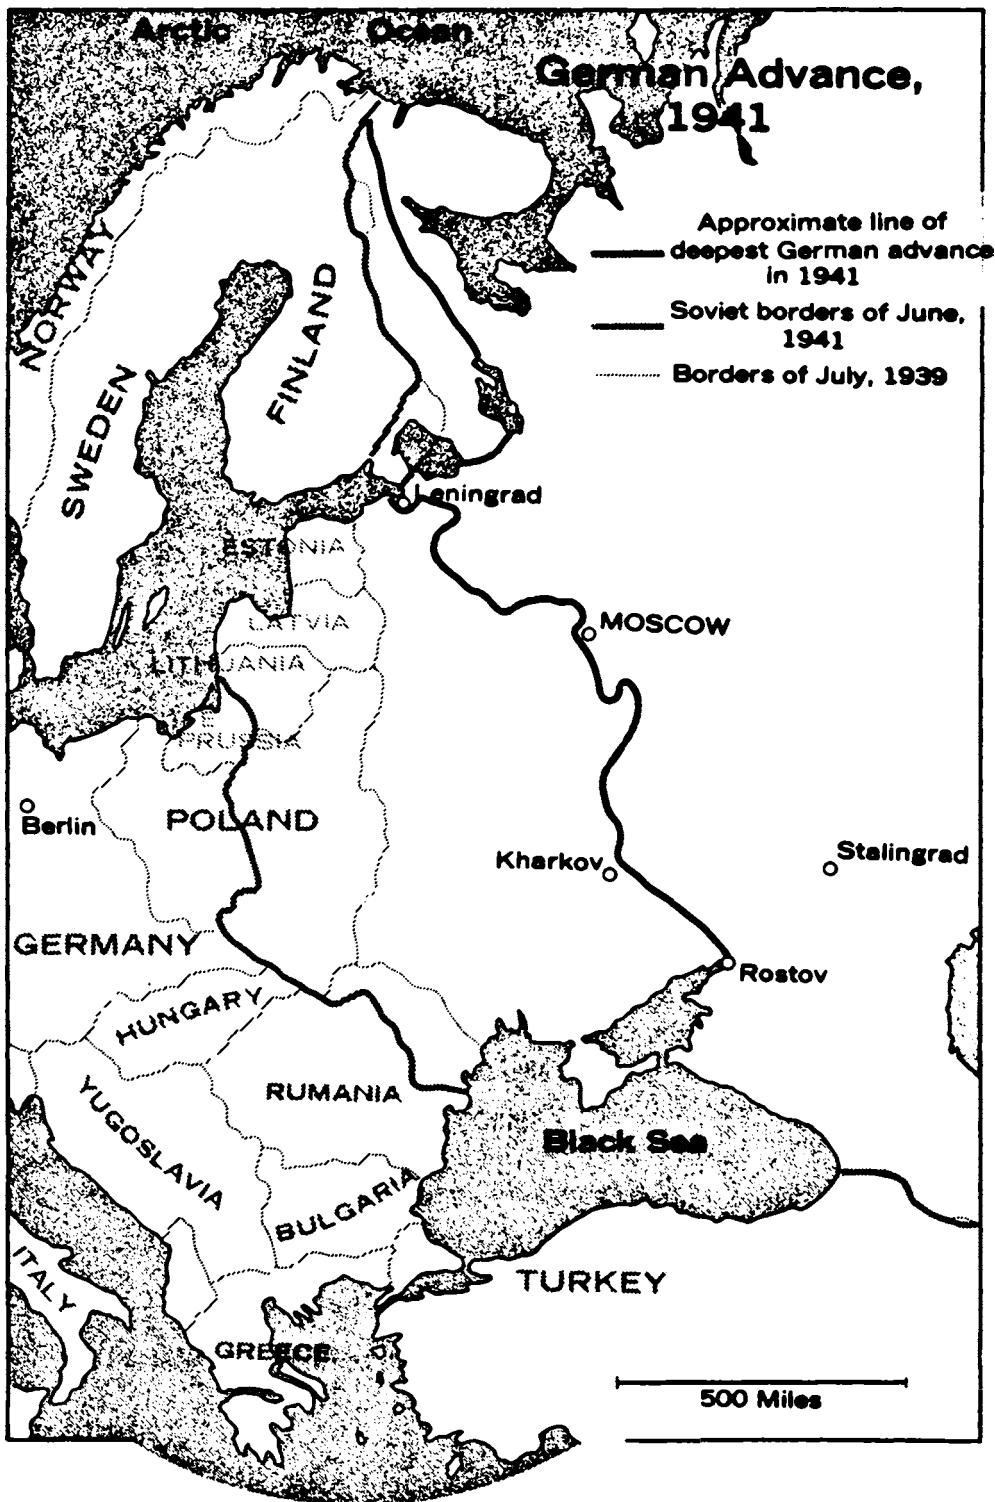 Arctic Ocean
German Advance,
1941
Approximate line of
deepest German advance
in 1941
Soviet borders of June,
1941
Borders of July, 1939
NORWAY
SWEDEN
FINLAND
Leningrad
ESTONIA
LATVIA
LITHUANIA
MOSCOW
E
PRUSSIA
Berlin
POLAND
Kharkov
Stalingrad
GERMANY
Rostov
HUNGARY
RUMANIA
YUGOSLAVIA
Black Sea
BULGARIA
ITALY
TURKEY
GREECE
500 Miles